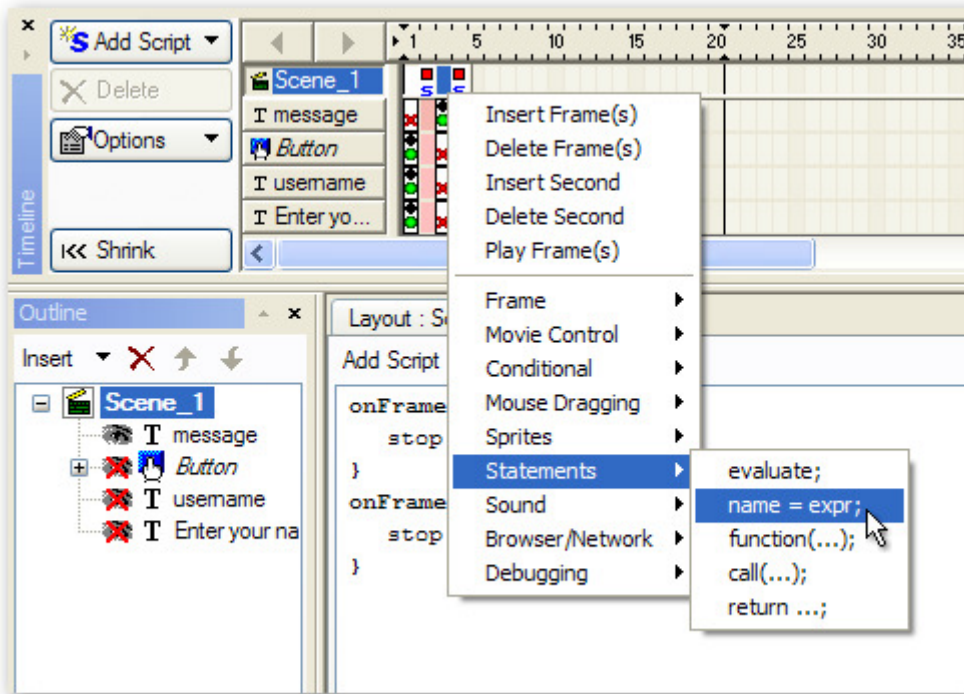 Add Script
Delete
Options
Shrink
Timeline
1 5 10 15 20 25 30 35
Scene_1
S S
T message
Button
T username
T Enter yo...
Insert Frame(s)
Delete Frame(s)
Insert Second
Delete Second
Play Frame(s)
Frame
Movie Control
Conditional
Mouse Dragging
Sprites
Statements
Sound
Browser/Network
Debugging
evaluate;
name = expr;
function(...);
call(...);
return ...;
Outline
Insert
Scene_1
T message
Button
T username
T Enter your na
Layout : S
Add Script
onFrame
stop
}
onFrame
stop
}